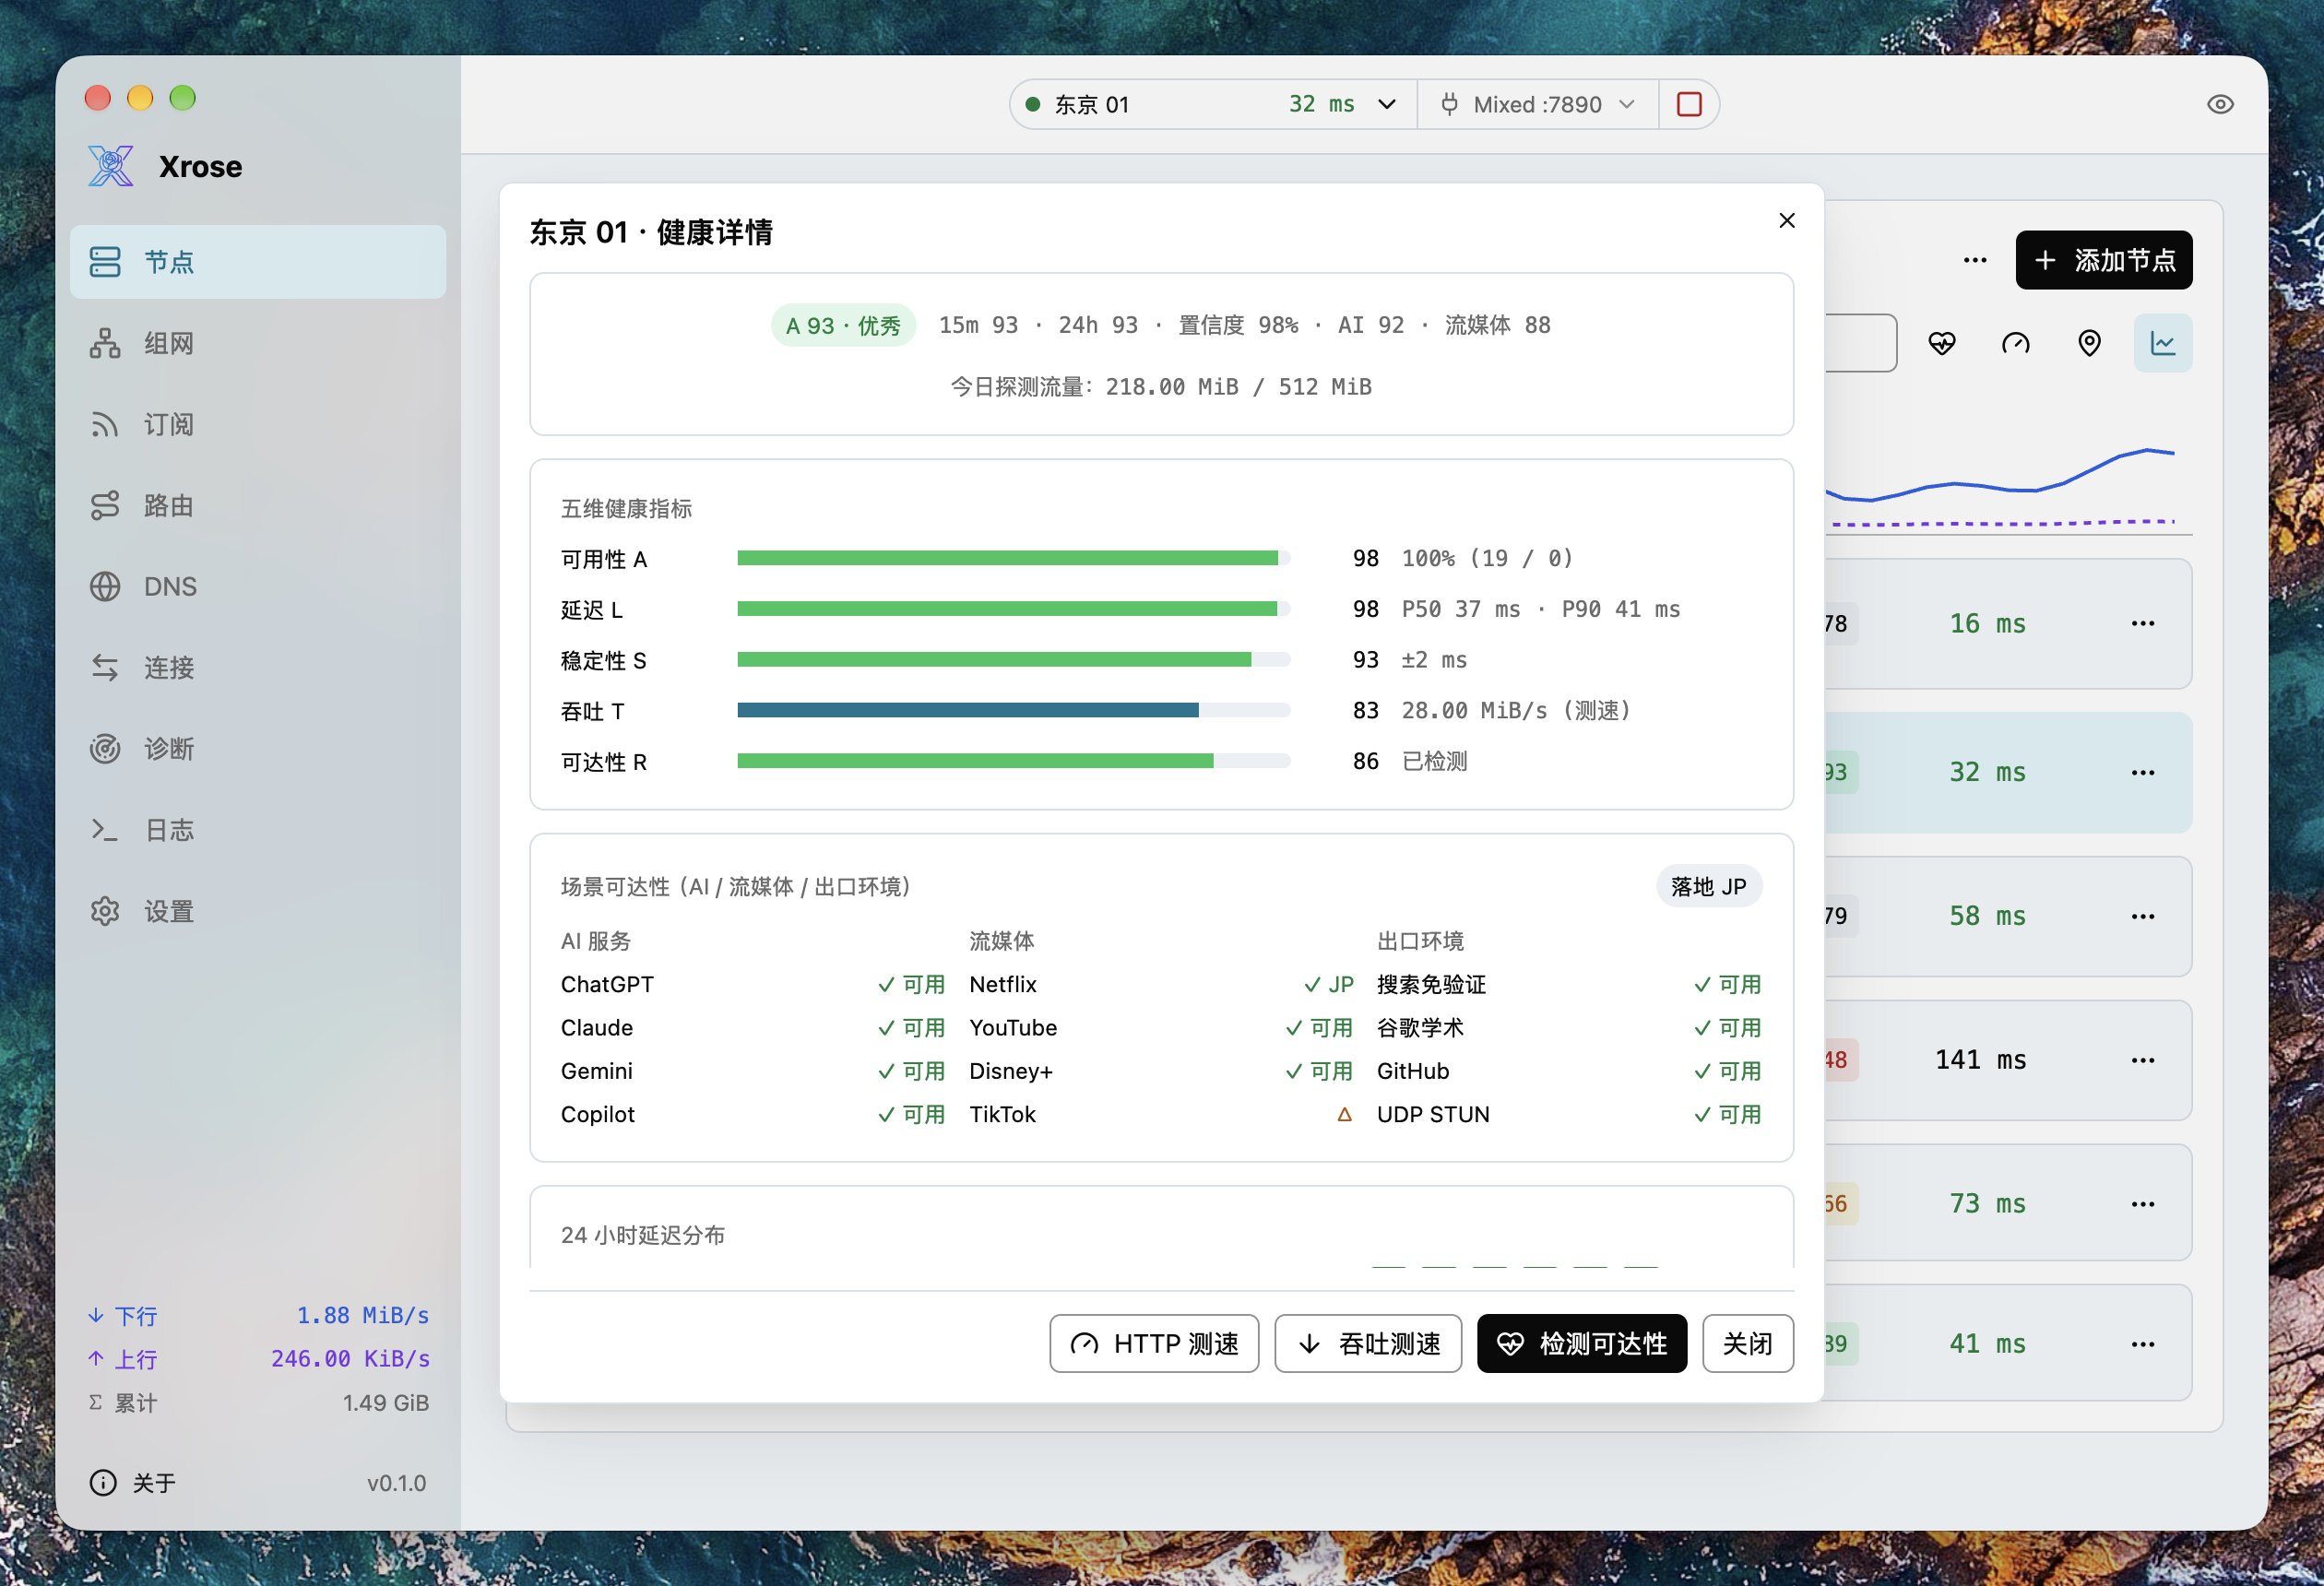 东京 01 32 ms Mixed :7890
Xrose
节点
组网
订阅
路由
DNS
连接
诊断
日志
设置
↓ 下行 1.88 MiB/s
↑ 上行 246.00 KiB/s
Σ 累计 1.49 GiB
关于 v0.1.0
东京 01 · 健康详情
A 93 · 优秀 15m 93 · 24h 93 · 置信度 98% · AI 92 · 流媒体 88
今日探测流量: 218.00 MiB / 512 MiB
五维健康指标
可用性 A 98 100% (19 / 0)
延迟 L 98 P50 37 ms · P90 41 ms
稳定性 S 93 ±2 ms
吞吐 T 83 28.00 MiB/s (测速)
可达性 R 86 已检测
场景可达性 (AI / 流媒体 / 出口环境) 落地 JP
AI 服务 流媒体 出口环境
ChatGPT ✓ 可用 Netflix ✓ JP 搜索免验证 ✓ 可用
Claude ✓ 可用 YouTube ✓ 可用 谷歌学术 ✓ 可用
Gemini ✓ 可用 Disney+ ✓ 可用 GitHub ✓ 可用
Copilot ✓ 可用 TikTok △ UDP STUN ✓ 可用
24 小时延迟分布
HTTP 测速 ↓ 吞吐测速 检测可达性 关闭
+ 添加节点
78 16 ms
93 32 ms
79 58 ms
48 141 ms
66 73 ms
89 41 ms